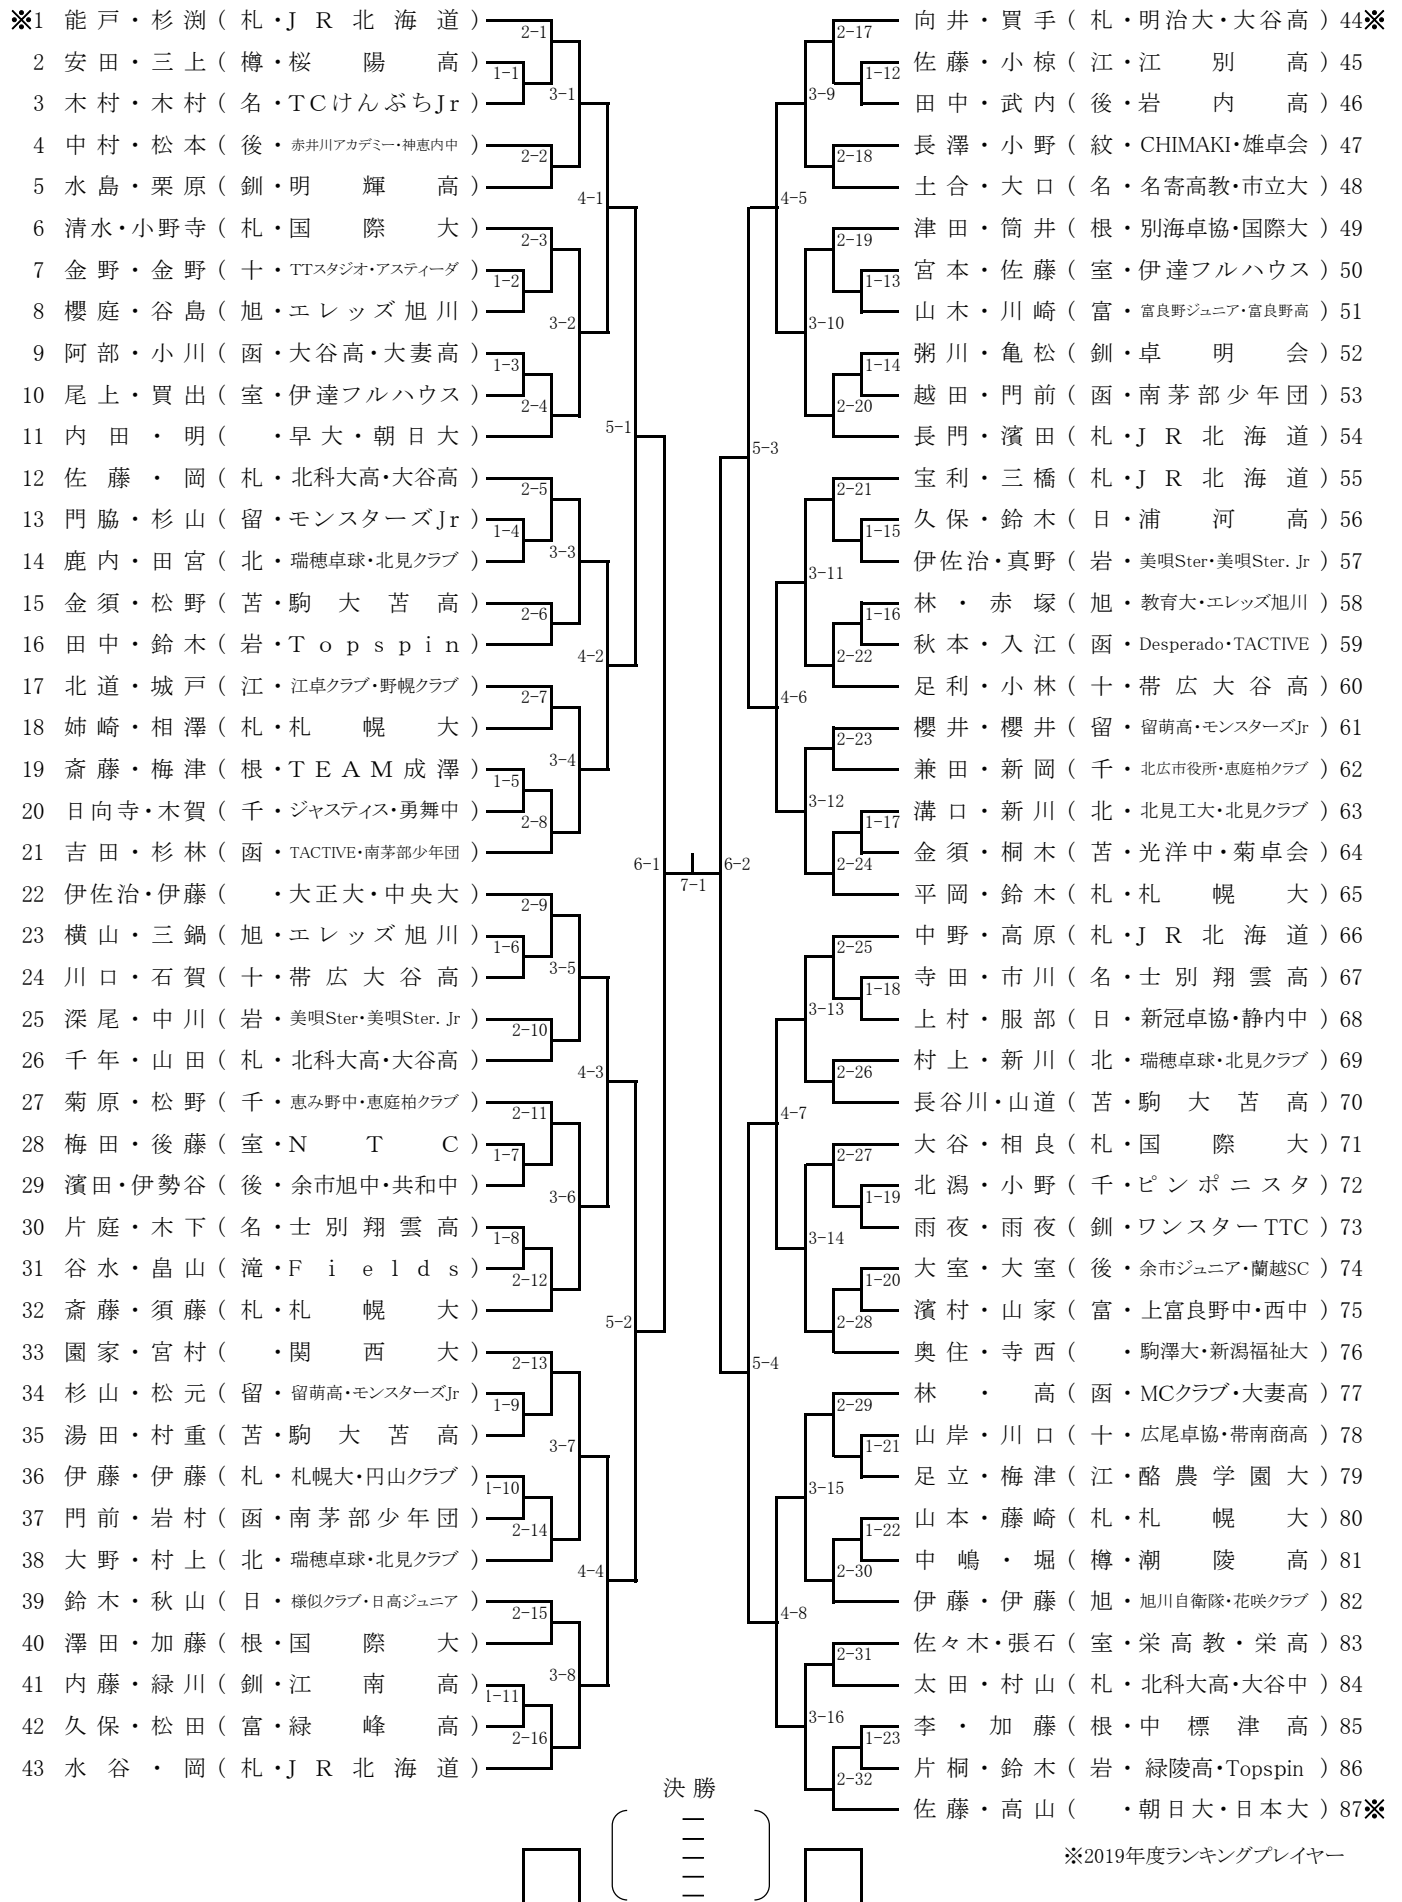 ※1 能戸・杉渕 ( 札・JR北海道 )
2 安田・三上 ( 樽・桜陽高 )
3 木村・木村 ( 名・TCけんぶちJr )
4 中村・松本 ( 後・赤井川アカデミー・神恵内中 )
5 水島・栗原 ( 釧・明輝高 )
6 清水・小野寺 ( 札・国際大 )
7 金野・金野 ( 十・TTスタジオ・アスティーダ )
8 櫻庭・谷島 ( 旭・エレッズ旭川 )
9 阿部・小川 ( 函・大谷高・大妻高 )
10 尾上・買出 ( 室・伊達フルハウス )
11 内田・明 ( ・早大・朝日大 )
12 佐藤・岡 ( 札・北科大高・大谷高 )
13 門脇・杉山 ( 留・モンスターズJr )
14 鹿内・田宮 ( 北・瑞穂卓球・北見クラブ )
15 金須・松野 ( 苫・駒大苫高 )
16 田中・鈴木 ( 岩・Topspin )
17 北道・城戸 ( 江・江卓クラブ・野幌クラブ )
18 姉崎・相澤 ( 札・札幌大 )
19 斎藤・梅津 ( 根・TEAM成澤 )
20 日向寺・木賀 ( 千・ジャスティス・勇舞中 )
21 吉田・杉林 ( 函・TACTIVE・南茅部少年団 )
22 伊佐治・伊藤 ( ・大正大・中央大 )
23 横山・三鍋 ( 旭・エレッズ旭川 )
24 川口・石賀 ( 十・帯広大谷高 )
25 深尾・中川 ( 岩・美唄Ster・美唄Ster. Jr )
26 千年・山田 ( 札・北科大高・大谷高 )
27 菊原・松野 ( 千・恵み野中・恵庭柏クラブ )
28 梅田・後藤 ( 室・NTC )
29 濱田・伊勢谷 ( 後・余市旭中・共和中 )
30 片庭・木下 ( 名・士別翔雲高 )
31 谷水・畠山 ( 滝・Fields )
32 斎藤・須藤 ( 札・札幌大 )
33 園家・宮村 ( ・関西大 )
34 杉山・松元 ( 留・留萌高・モンスターズJr )
35 湯田・村重 ( 苫・駒大苫高 )
36 伊藤・伊藤 ( 札・札幌大・円山クラブ )
37 門前・岩村 ( 函・南茅部少年団 )
38 大野・村上 ( 北・瑞穂卓球・北見クラブ )
39 鈴木・秋山 ( 日・様似クラブ・日高ジュニア )
40 澤田・加藤 ( 根・国際大 )
41 内藤・緑川 ( 釧・江南高 )
42 久保・松田 ( 富・緑峰高 )
43 水谷・岡 ( 札・JR北海道 )
2-1
1-1
3-1
2-2
4-1
2-3
1-2
3-2
1-3
2-4
5-1
2-5
1-4
3-3
2-6
4-2
2-7
3-4
1-5
2-8
6-1
2-9
1-6
3-5
2-10
4-3
2-11
1-7
3-6
1-8
2-12
5-2
2-13
1-9
3-7
1-10
2-14
4-4
2-15
3-8
1-11
2-16
7-1
2-17
1-12
3-9
2-18
4-5
2-19
1-13
3-10
1-14
2-20
5-3
2-21
1-15
3-11
1-16
2-22
4-6
2-23
3-12
1-17
2-24
6-2
2-25
1-18
3-13
2-26
4-7
2-27
1-19
3-14
1-20
2-28
5-4
2-29
1-21
3-15
1-22
2-30
4-8
2-31
3-16
1-23
2-32
向井・買手 ( 札・明治大・大谷高 ) 44※
佐藤・小椋 ( 江・江別高 ) 45
田中・武内 ( 後・岩内高 ) 46
長澤・小野 ( 紋・CHIMAKI・雄卓会 ) 47
土合・大口 ( 名・名寄高教・市立大 ) 48
津田・筒井 ( 根・別海卓協・国際大 ) 49
宮本・佐藤 ( 室・伊達フルハウス ) 50
山木・川崎 ( 富・富良野ジュニア・富良野高 ) 51
粥川・亀松 ( 釧・卓明会 ) 52
越田・門前 ( 函・南茅部少年団 ) 53
長門・濱田 ( 札・JR北海道 ) 54
宝利・三橋 ( 札・JR北海道 ) 55
久保・鈴木 ( 日・浦河高 ) 56
伊佐治・真野 ( 岩・美唄Ster・美唄Ster. Jr ) 57
林・赤塚 ( 旭・教育大・エレッズ旭川 ) 58
秋本・入江 ( 函・Desperado・TACTIVE ) 59
足利・小林 ( 十・帯広大谷高 ) 60
櫻井・櫻井 ( 留・留萌高・モンスターズJr ) 61
兼田・新岡 ( 千・北広市役所・恵庭柏クラブ ) 62
溝口・新川 ( 北・北見工大・北見クラブ ) 63
金須・桐木 ( 苫・光洋中・菊卓会 ) 64
平岡・鈴木 ( 札・札幌大 ) 65
中野・高原 ( 札・JR北海道 ) 66
寺田・市川 ( 名・士別翔雲高 ) 67
上村・服部 ( 日・新冠卓協・静内中 ) 68
村上・新川 ( 北・瑞穂卓球・北見クラブ ) 69
長谷川・山道 ( 苫・駒大苫高 ) 70
大谷・相良 ( 札・国際大 ) 71
北潟・小野 ( 千・ピンポニスタ ) 72
雨夜・雨夜 ( 釧・ワンスターTTC ) 73
大室・大室 ( 後・余市ジュニア・蘭越SC ) 74
濱村・山家 ( 富・上富良野中・西中 ) 75
奥住・寺西 ( ・駒澤大・新潟福祉大 ) 76
林・高 ( 函・MCクラブ・大妻高 ) 77
山岸・川口 ( 十・広尾卓協・帯南商高 ) 78
足立・梅津 ( 江・酪農学園大 ) 79
山本・藤崎 ( 札・札幌大 ) 80
中嶋・堀 ( 樽・潮陵高 ) 81
伊藤・伊藤 ( 旭・旭川自衛隊・花咲クラブ ) 82
佐々木・張石 ( 室・栄高教・栄高 ) 83
太田・村山 ( 札・北科大高・大谷中 ) 84
李・加藤 ( 根・中標津高 ) 85
片桐・鈴木 ( 岩・緑陵高・Topspin ) 86
佐藤・高山 ( ・朝日大・日本大 ) 87※
決勝
※2019年度ランキングプレイヤー